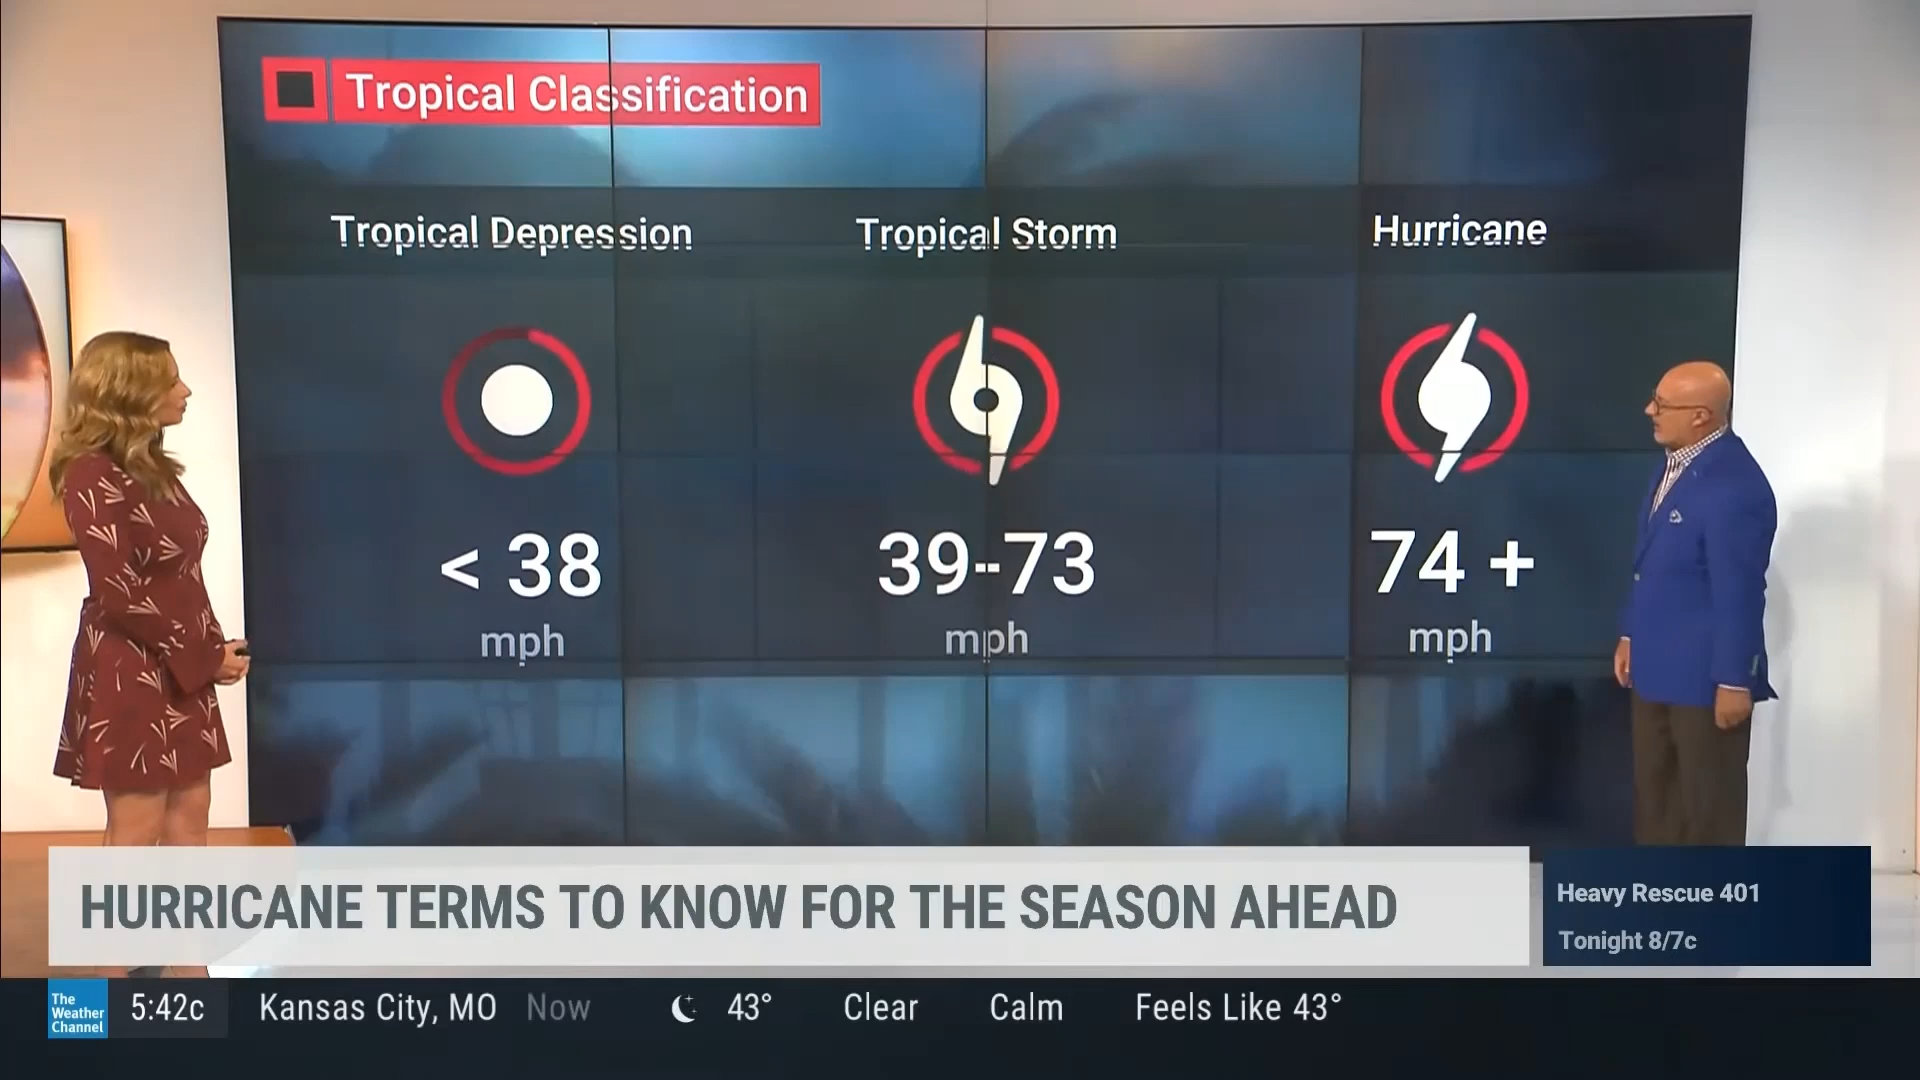 Tropical Classification
Tropical Depression
Tropical Storm
Hurricane
< 38
39-73
74 +
mph
mph
mph
HURRICANE TERMS TO KNOW FOR THE SEASON AHEAD
Heavy Rescue 401
Tonight 8/7c
The
Weather
Channel
5:42c
Kansas City, MO Now 43° Clear Calm Feels Like 43°